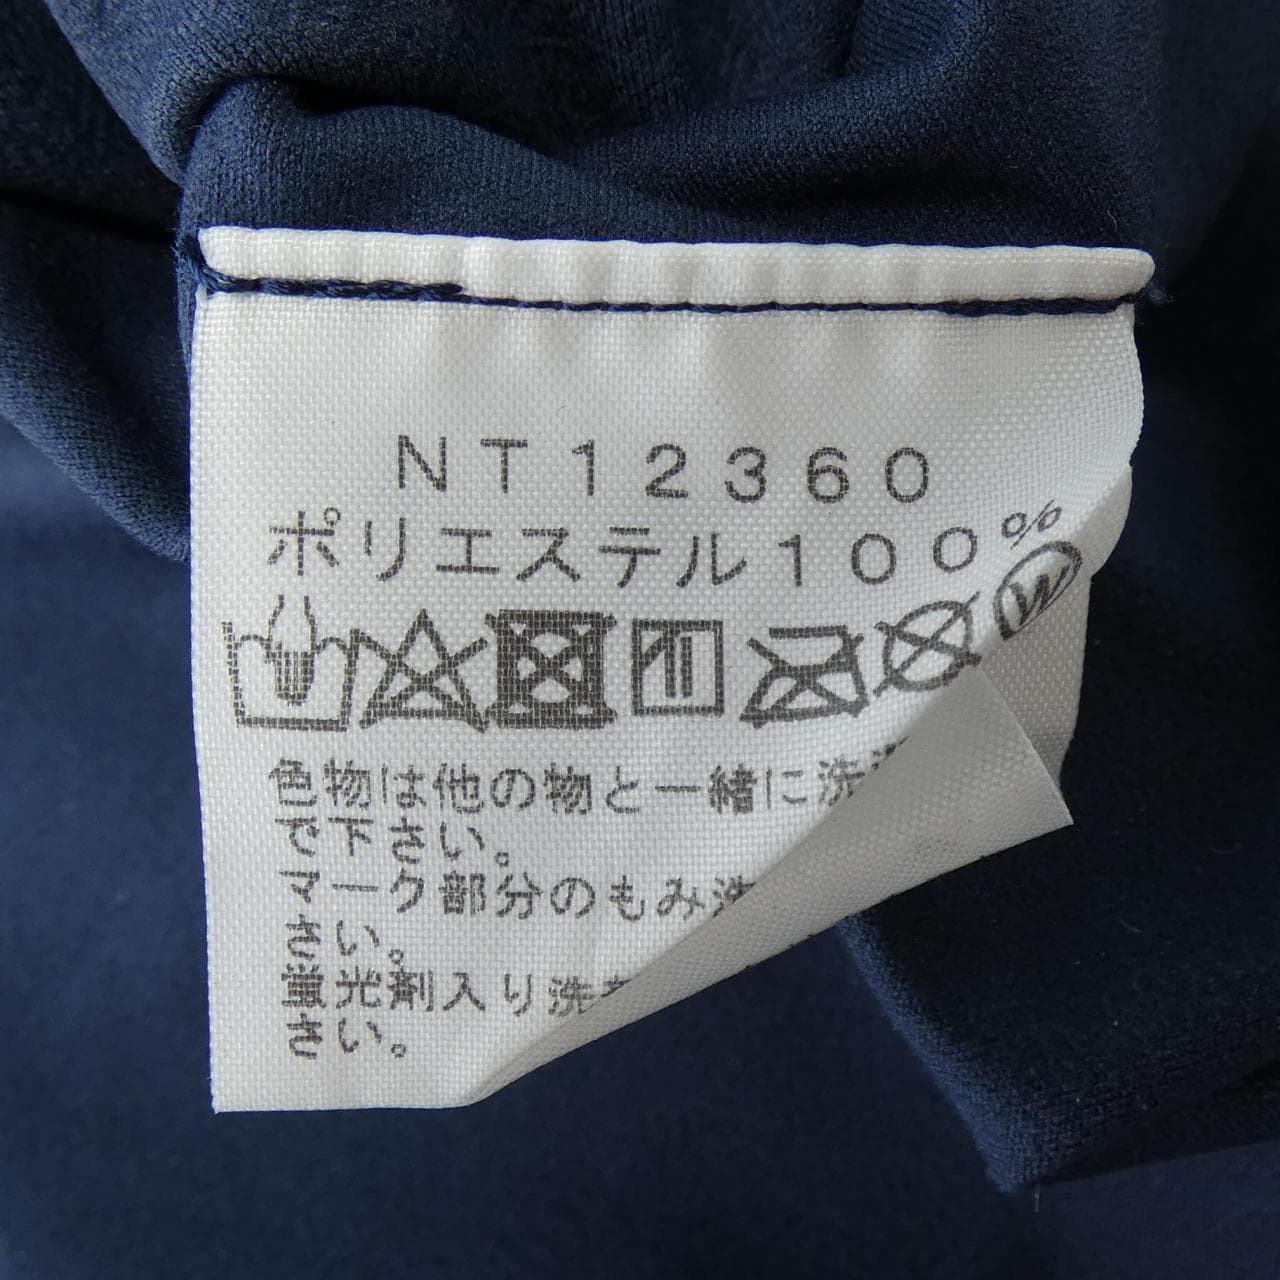 NT12360
ポリエステル100%
W
色物は他の物と一緒に洗
で下さい。
マーク部分のもみ洗
さい。
蛍光剤入り洗
さい。